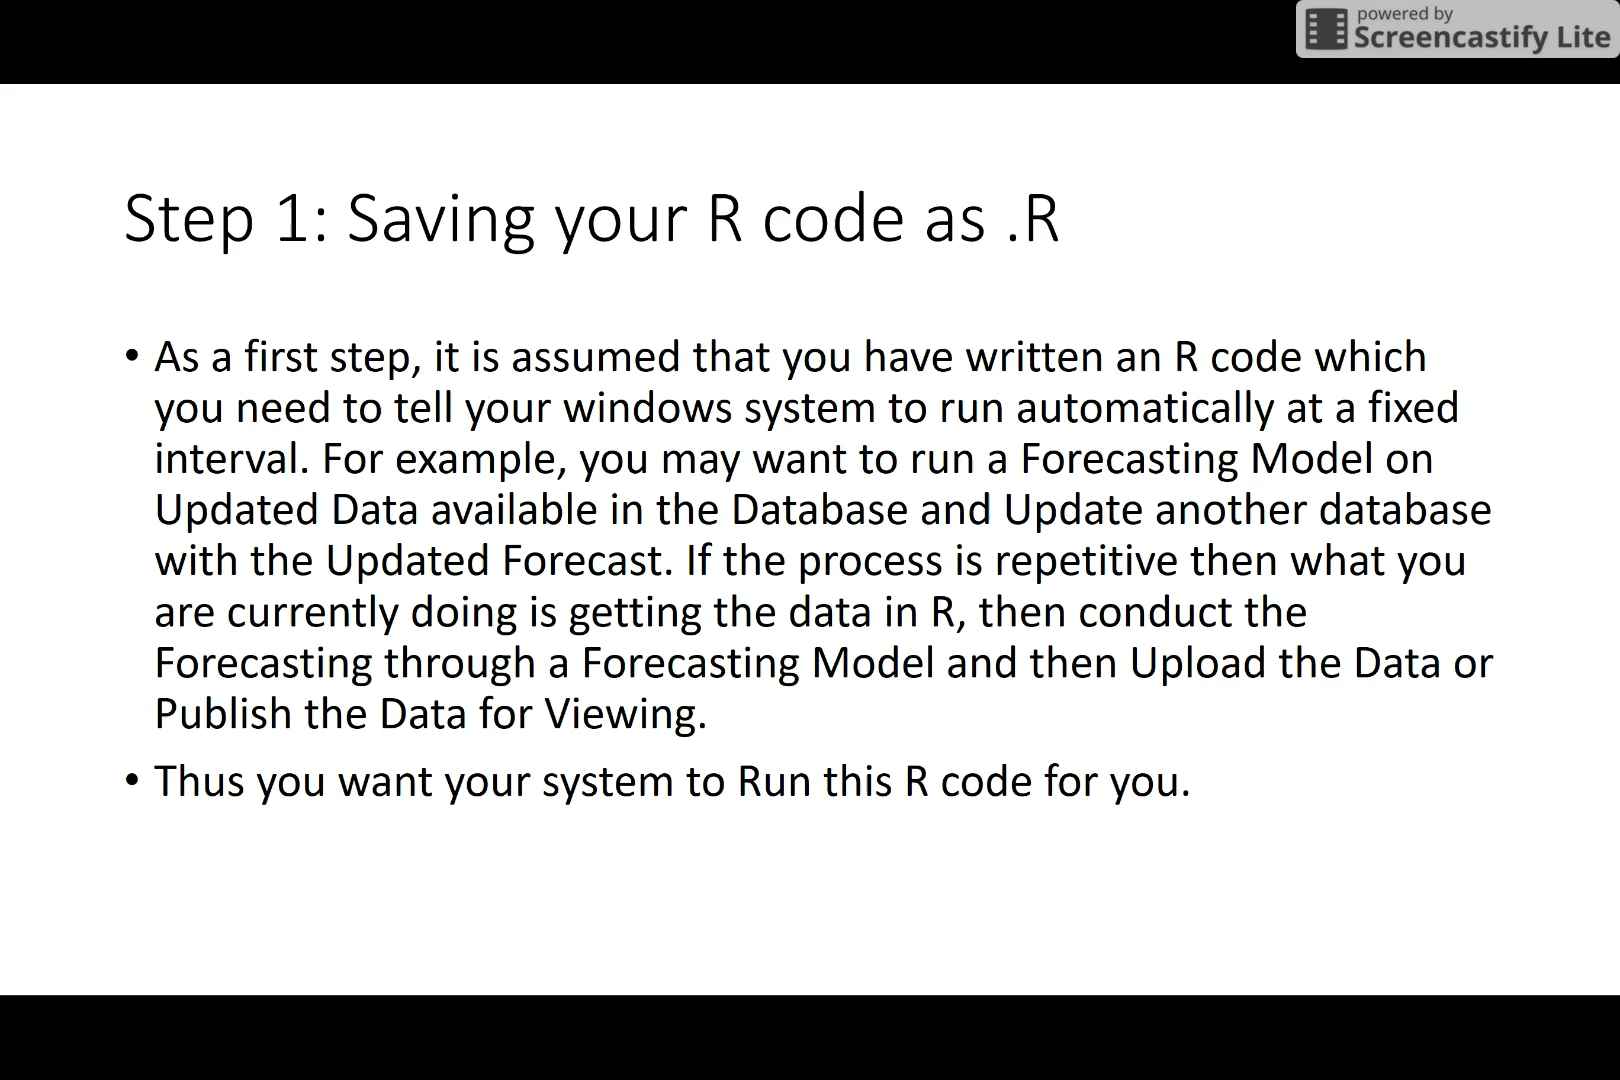 powered by
Screencastify Lite
Step 1: Saving your R code as .R
• As a first step, it is assumed that you have written an R code which
you need to tell your windows system to run automatically at a fixed
interval. For example, you may want to run a Forecasting Model on
Updated Data available in the Database and Update another database
with the Updated Forecast. If the process is repetitive then what you
are currently doing is getting the data in R, then conduct the
Forecasting through a Forecasting Model and then Upload the Data or
Publish the Data for Viewing.
• Thus you want your system to Run this R code for you.